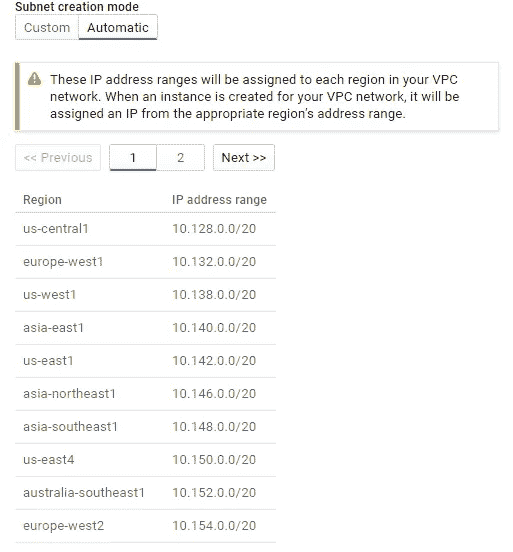 Subnet creation mode
Custom Automatic
These IP address ranges will be assigned to each region in your VPC
network. When an instance is created for your VPC network, it will be
assigned an IP from the appropriate region's address range.
<< Previous 1 2 Next >>
Region IP address range
us-central1 10.128.0.0/20
europe-west1 10.132.0.0/20
us-west1 10.138.0.0/20
asia-east1 10.140.0.0/20
us-east1 10.142.0.0/20
asia-northeast1 10.146.0.0/20
asia-southeast1 10.148.0.0/20
us-east4 10.150.0.0/20
australia-southeast1 10.152.0.0/20
europe-west2 10.154.0.0/20